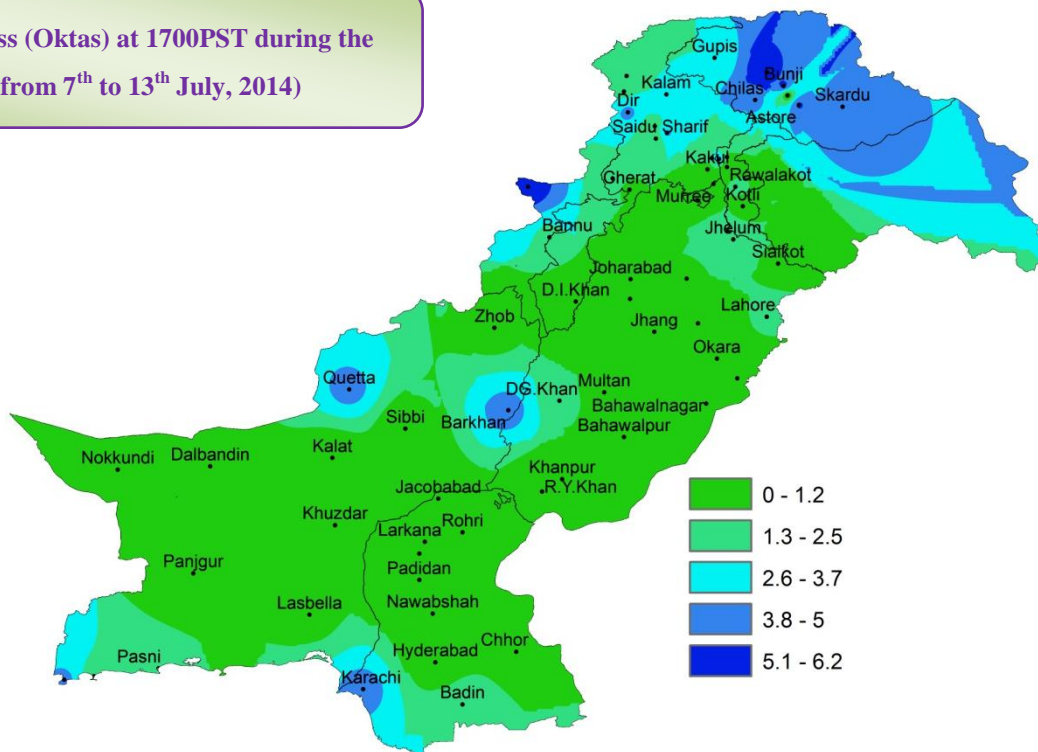 ss (Oktas) at 1700PST during the
from 7th to 13th July, 2014)
Gupis
Kalam
Bunji
Chilas
Skardu
Dir
Astore
Saidu Sharif
Kakul
Rawalakot
Cherat
Murree
Kotli
Bannu
Jhelum
Sialkot
Joharabad
D.I.Khan
Zhob
Lahore
Jhang
Okara
Quetta
DG.Khan
Multan
Bahawalnagar
Barkhan
Sibbi
Bahawalpur
Kalat
Nokkundi
Dalbandin
Khanpur
R.Y.Khan
Jacobabad
Khuzdar
Larkana
Rohri
Panjgur
Padidan
Lasbella
Nawabshah
Chhor
Pasni
Hyderabad
Karachi
Badin
0 - 1.2
1.3 - 2.5
2.6 - 3.7
3.8 - 5
5.1 - 6.2